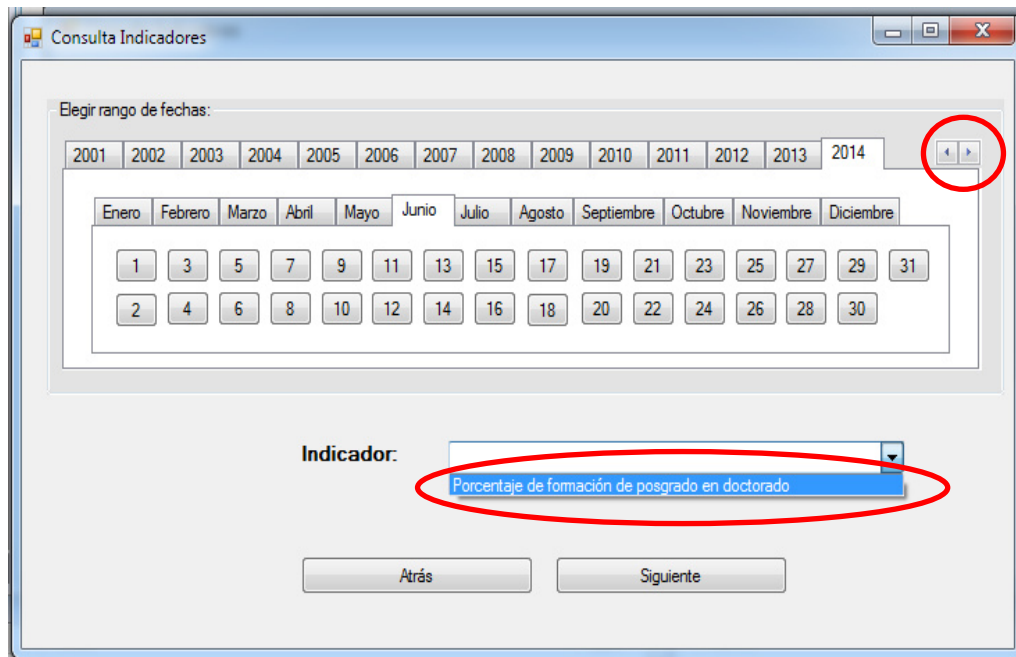 Consulta Indicadores
Elegir rango de fechas:
2001 2002 2003 2004 2005 2006 2007 2008 2009 2010 2011 2012 2013 2014
Enero Febrero Marzo Abril Mayo Junio Julio Agosto Septiembre Octubre Noviembre Diciembre
1 3 5 7 9 11 13 15 17 19 21 23 25 27 29 31
2 4 6 8 10 12 14 16 18 20 22 24 26 28 30
Indicador:
Porcentaje de formación de posgrado en doctorado
Atrás Siguiente